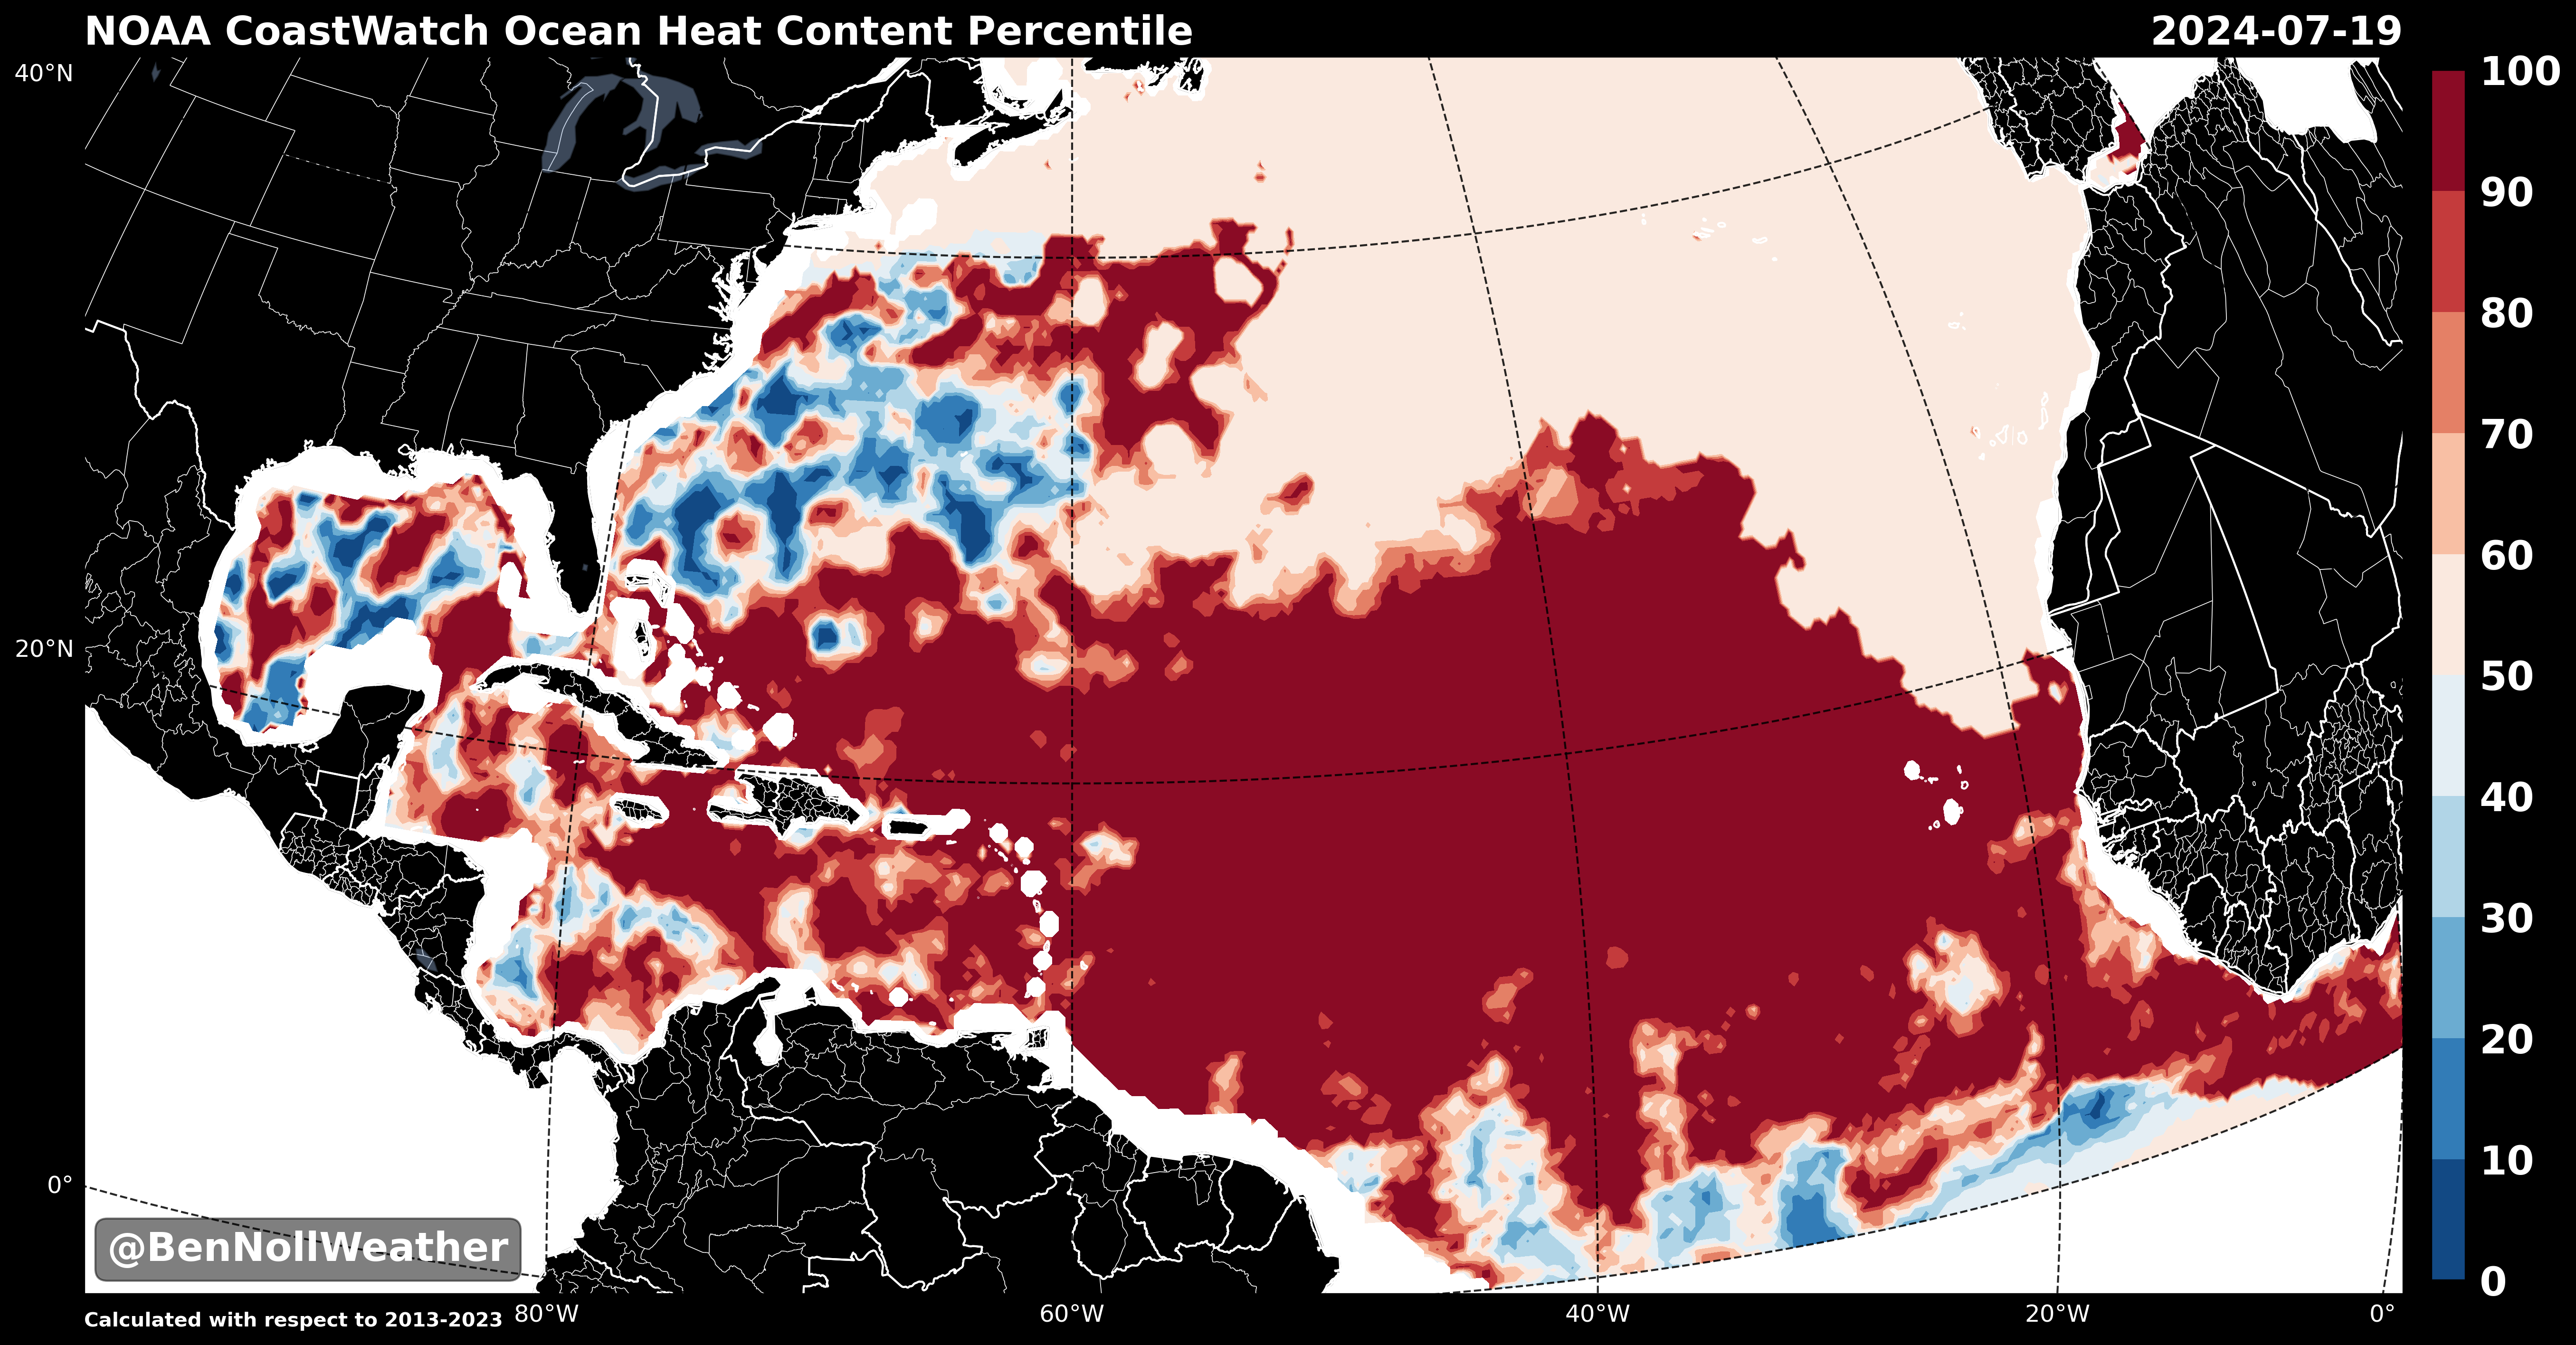 NOAA CoastWatch Ocean Heat Content Percentile
2024-07-19
40°N
20°N
0°
100
90
80
70
60
50
40
30
20
10
0
@BenNollWeather
Calculated with respect to 2013-2023
80°W
60°W
40°W
20°W
0°